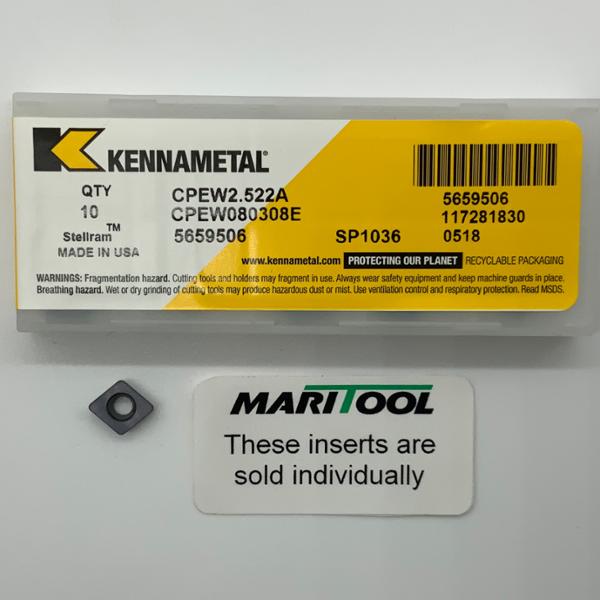 KENNAMETAL®
QTY
10
Stellram™
MADE IN USA
CPEW2.522A
CPEW080308E
5659506
SP1036
5659506
117281830
0518
www.kennametal.com PROTECTING OUR PLANET RECYCLABLE PACKAGING
WARNINGS: Fragmentation hazard. Cutting tools and holders may fragment in use. Always wear safety equipment and keep machine guards in place.
Breathing hazard. Wet or dry grinding of cutting tools may produce hazardous dust or mist. Use ventilation control and respiratory protection. Read MSDS.
MARITOOL
These inserts are
sold individually